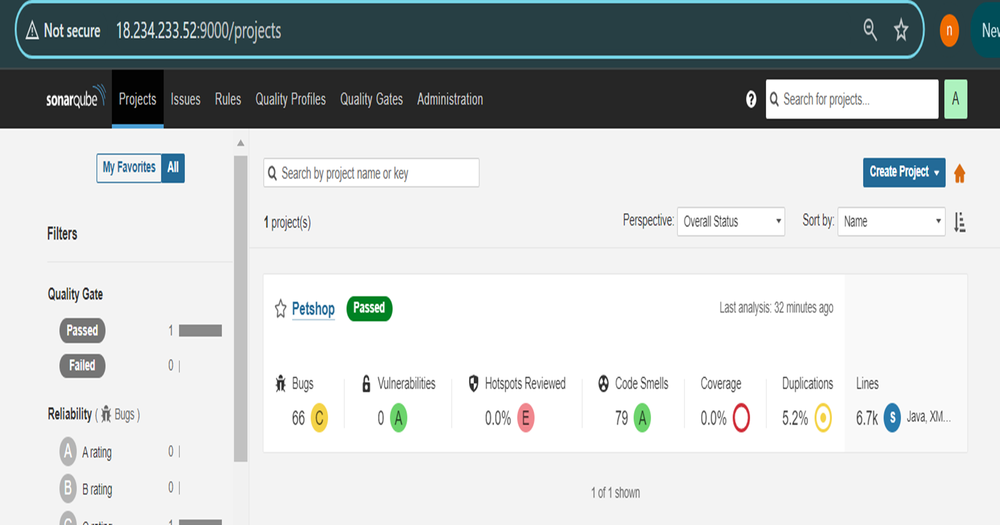 Not secure 18.234.233.52:9000/projects
n
sonarqube Projects Issues Rules Quality Profiles Quality Gates Administration
? Search for projects... A
My Favorites All
Search by project name or key
Create Project
1 project(s)
Perspective: Overall Status Sort by: Name
Filters
Quality Gate
Passed 1
Failed 0
Reliability ( Bugs )
A A rating 0
B B rating 0
Petshop Passed Last analysis: 32 minutes ago
Bugs Vulnerabilities Hotspots Reviewed Code Smells Coverage Duplications Lines
66 C 0 A 0.0% E 79 A 0.0% 5.2% 6.7k S Java, XM...
1 of 1 shown